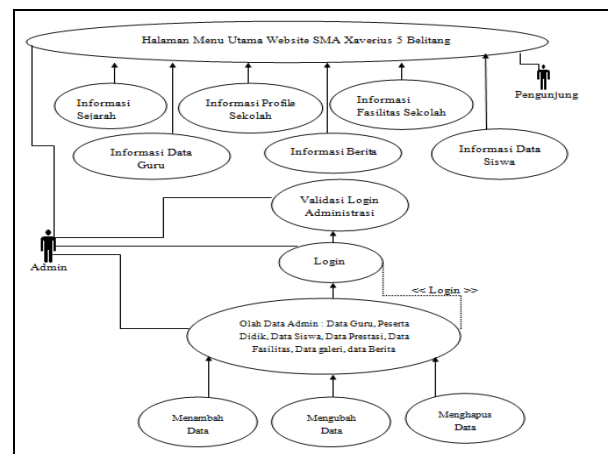 Halaman Menu Utama Website SMA Xaverius 5 Belitang
Pengunjung
Informasi
Sejarah
Informasi Profile
Sekolah
Informasi
Fasilitas Sekolah
Informasi Data
Guru
Informasi Berita
Informasi Data
Siswa
Validasi Login
Administrasi
Admin
Login
<< Login >>
Olah Data Admin : Data Guru, Peserta
Didik, Data Siswa, Data Prestasi, Data
Fasilitas, Data galeri, data Berita
Menambah
Data
Mengubah
Data
Menghapus
Data